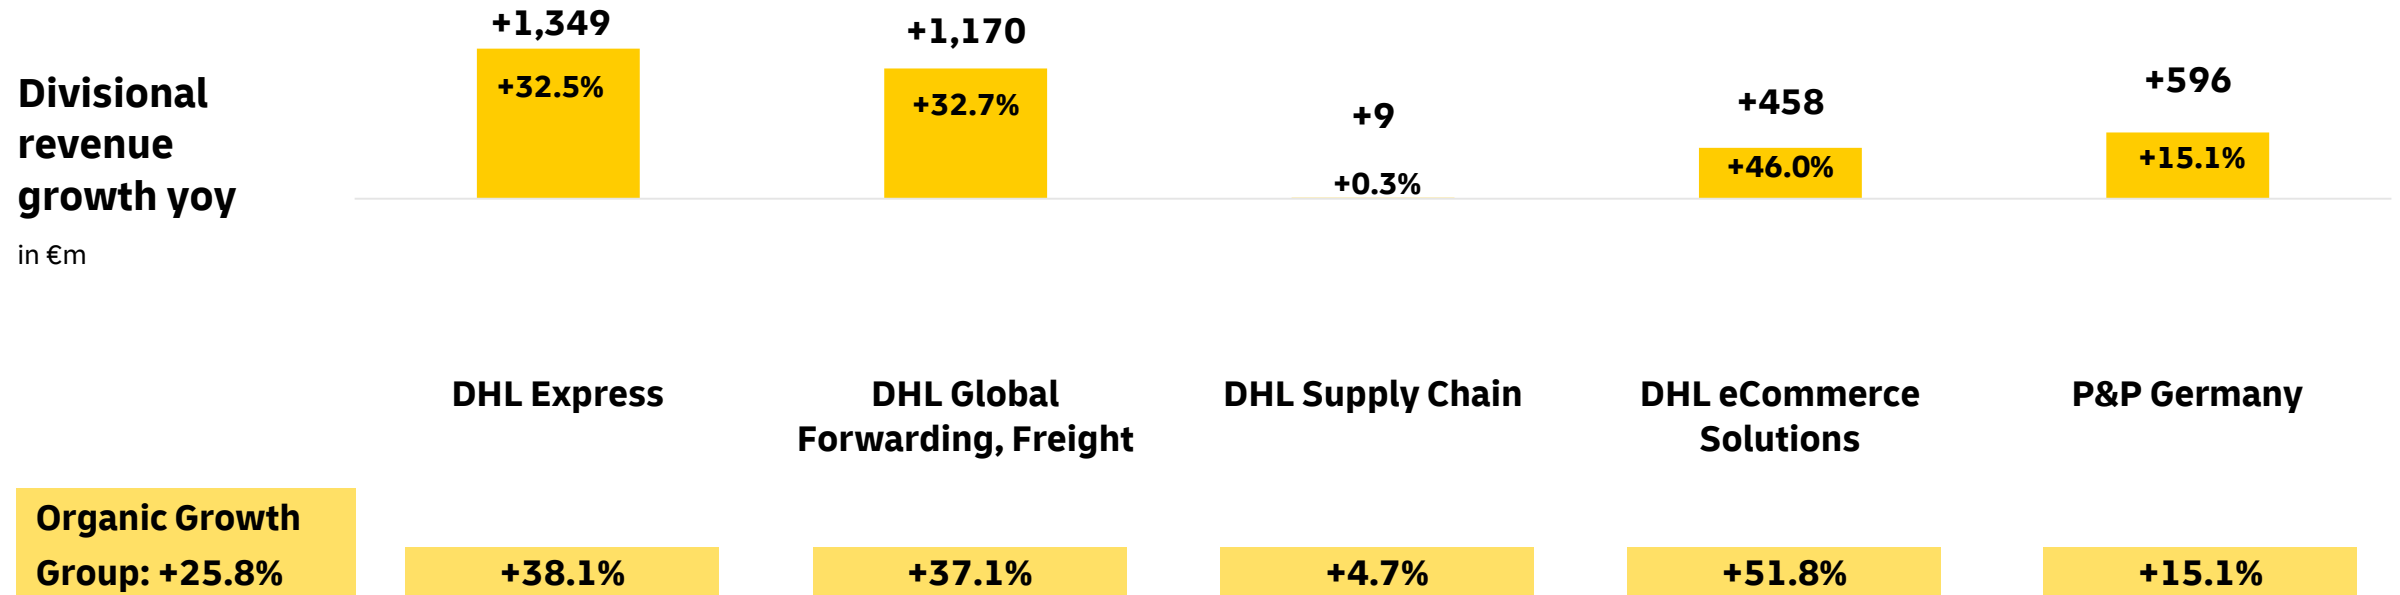 Divisional
revenue
growth yoy
in €m
+1,349
+32.5%
+1,170
+32.7%
+9
+0.3%
+458
+46.0%
+596
+15.1%
DHL Express
DHL Global
Forwarding, Freight
DHL Supply Chain
DHL eCommerce
Solutions
P&P Germany
Organic Growth
Group: +25.8%
+38.1%
+37.1%
+4.7%
+51.8%
+15.1%